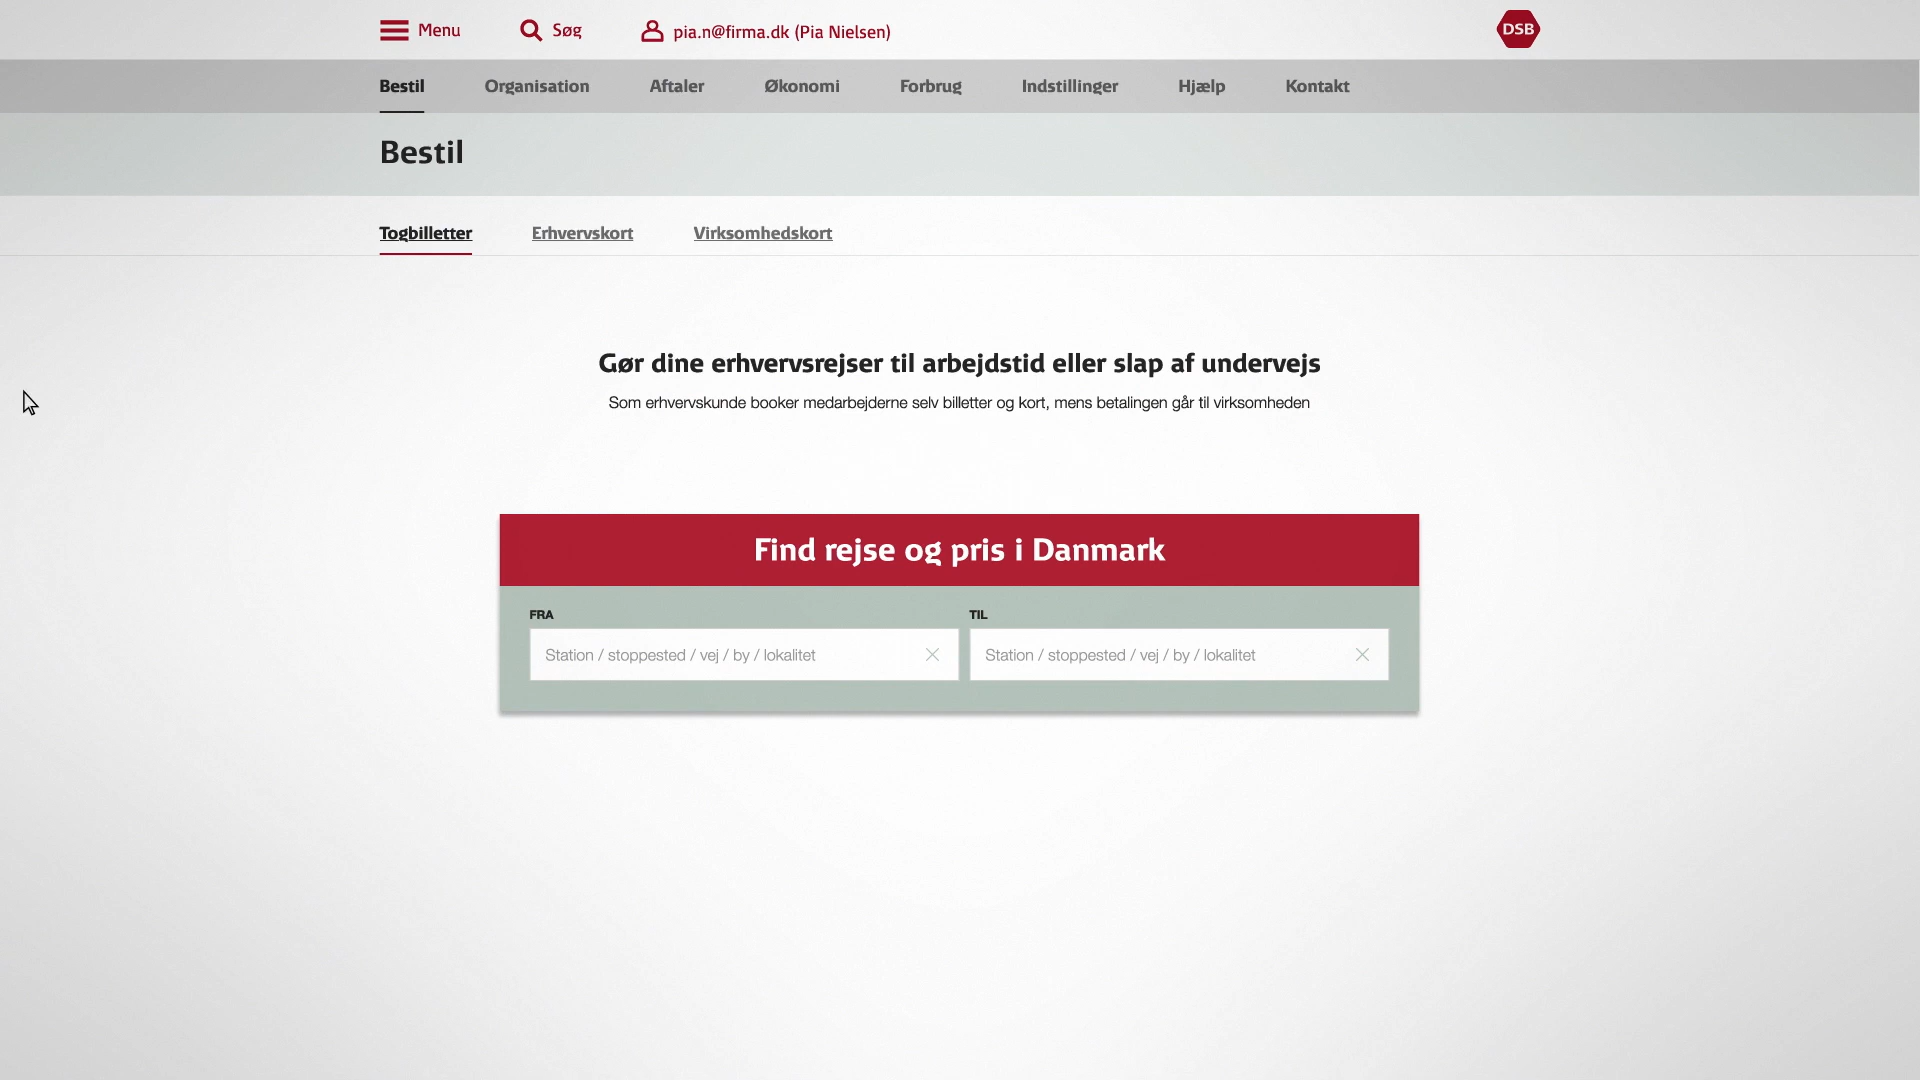 Menu
Søg
pia.n@firma.dk (Pia Nielsen)
DSB
Bestil
Organisation
Aftaler
Økonomi
Forbrug
Indstillinger
Hjælp
Kontakt
Bestil
Togbilletter
Erhvervskort
Virksomhedskort
Gør dine erhvervsrejser til arbejdstid eller slap af undervejs
Som erhvervskunde booker medarbejderne selv billetter og kort, mens betalingen går til virksomheden
Find rejse og pris i Danmark
FRA
TIL
Station / stoppested / vej / by / lokalitet
Station / stoppested / vej / by / lokalitet